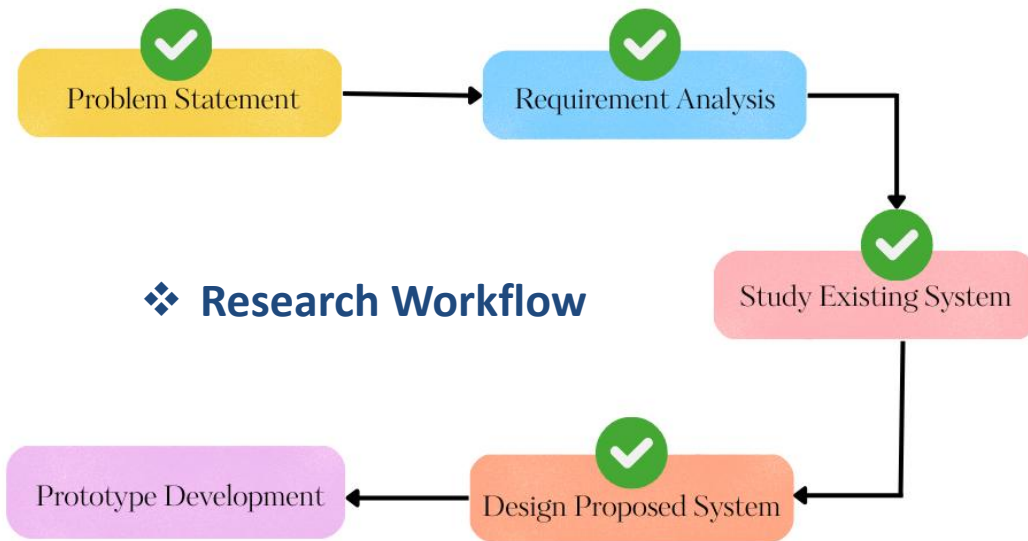 Problem Statement
Requirement Analysis
Study Existing System
❖ Research Workflow
Design Proposed System
Prototype Development